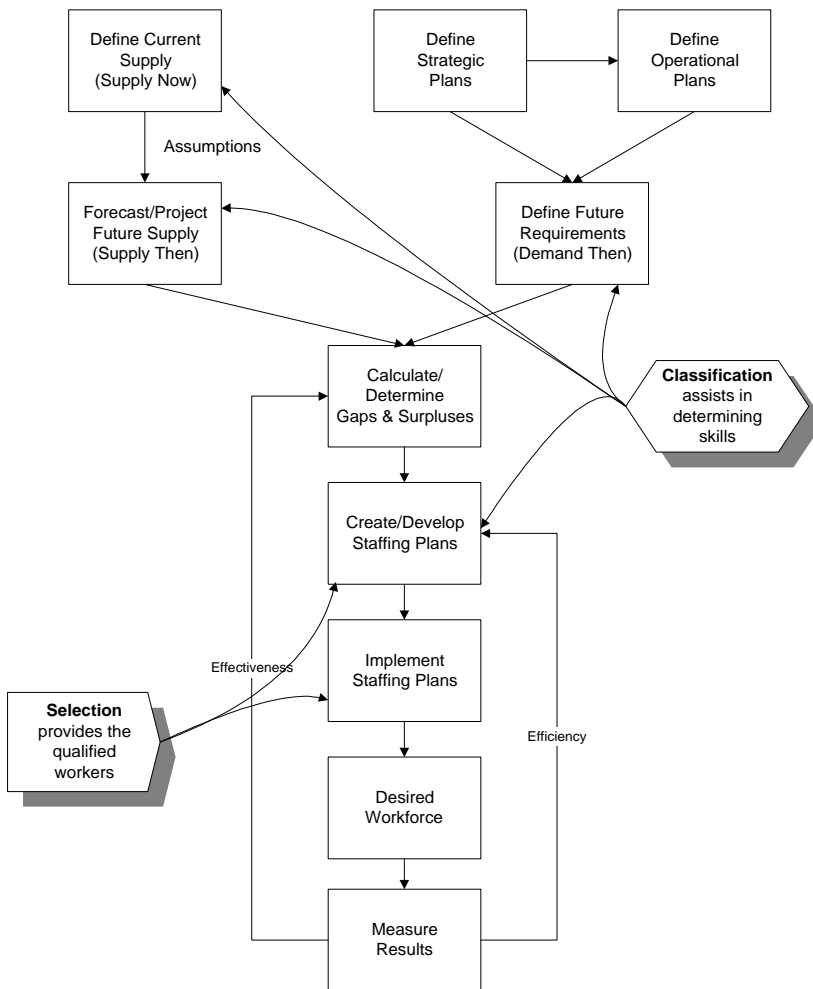 Define Current
Supply
(Supply Now)
Define
Strategic
Plans
Define
Operational
Plans
Assumptions
Forecast/Project
Future Supply
(Supply Then)
Define Future
Requirements
(Demand Then)
Calculate/
Determine
Gaps & Surpluses
Classification
assists in
determining
skills
Create/Develop
Staffing Plans
Effectiveness
Implement
Staffing Plans
Selection
provides the
qualified
workers
Efficiency
Desired
Workforce
Measure
Results